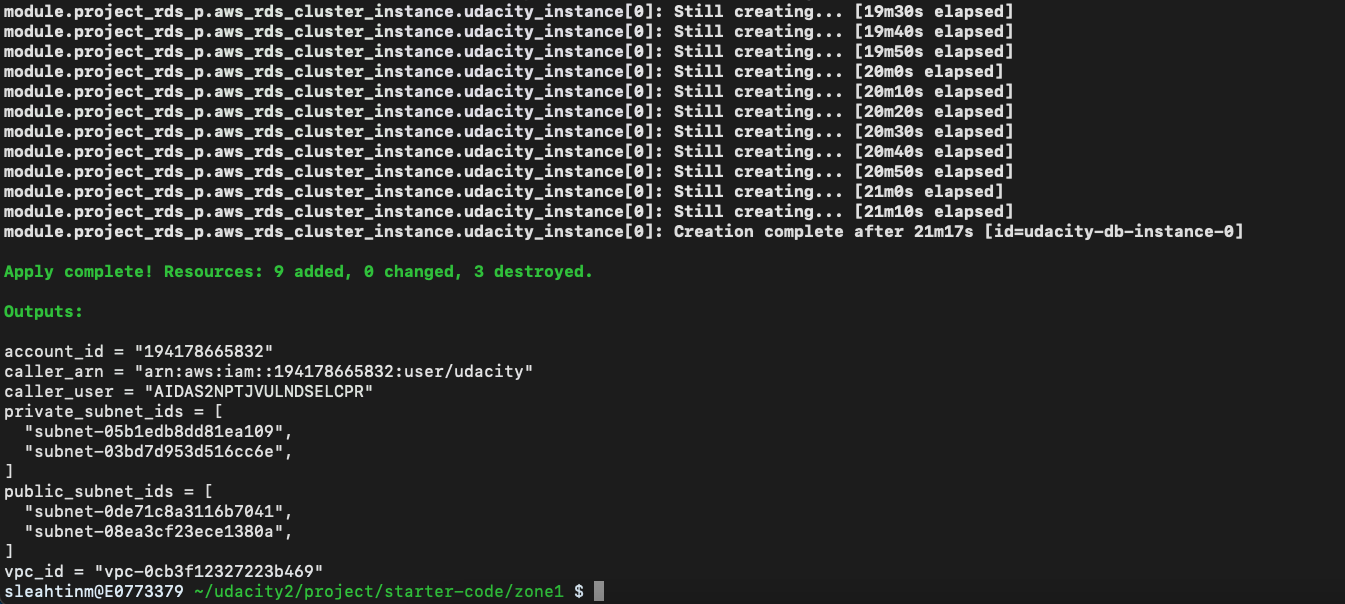 module.project_rds_p.aws_rds_cluster_instance.udacity_instance[0]: Still creating... [19m30s elapsed]
module.project_rds_p.aws_rds_cluster_instance.udacity_instance[0]: Still creating... [19m40s elapsed]
module.project_rds_p.aws_rds_cluster_instance.udacity_instance[0]: Still creating... [19m50s elapsed]
module.project_rds_p.aws_rds_cluster_instance.udacity_instance[0]: Still creating... [20m0s elapsed]
module.project_rds_p.aws_rds_cluster_instance.udacity_instance[0]: Still creating... [20m10s elapsed]
module.project_rds_p.aws_rds_cluster_instance.udacity_instance[0]: Still creating... [20m20s elapsed]
module.project_rds_p.aws_rds_cluster_instance.udacity_instance[0]: Still creating... [20m30s elapsed]
module.project_rds_p.aws_rds_cluster_instance.udacity_instance[0]: Still creating... [20m40s elapsed]
module.project_rds_p.aws_rds_cluster_instance.udacity_instance[0]: Still creating... [20m50s elapsed]
module.project_rds_p.aws_rds_cluster_instance.udacity_instance[0]: Still creating... [21m0s elapsed]
module.project_rds_p.aws_rds_cluster_instance.udacity_instance[0]: Still creating... [21m10s elapsed]
module.project_rds_p.aws_rds_cluster_instance.udacity_instance[0]: Creation complete after 21m17s [id=udacity-db-instance-0]
Apply complete! Resources: 9 added, 0 changed, 3 destroyed.
Outputs:
account_id = "194178665832"
caller_arn = "arn:aws:iam::194178665832:user/udacity"
caller_user = "AIDAS2NPTJVULNDSELCPR"
private_subnet_ids = [
  "subnet-05b1edb8dd81ea109",
  "subnet-03bd7d953d516cc6e",
]
public_subnet_ids = [
  "subnet-0de71c8a3116b7041",
  "subnet-08ea3cf23ece1380a",
]
vpc_id = "vpc-0cb3f12327223b469"
sleahtinm@E0773379 ~/udacity2/project/starter-code/zone1 $